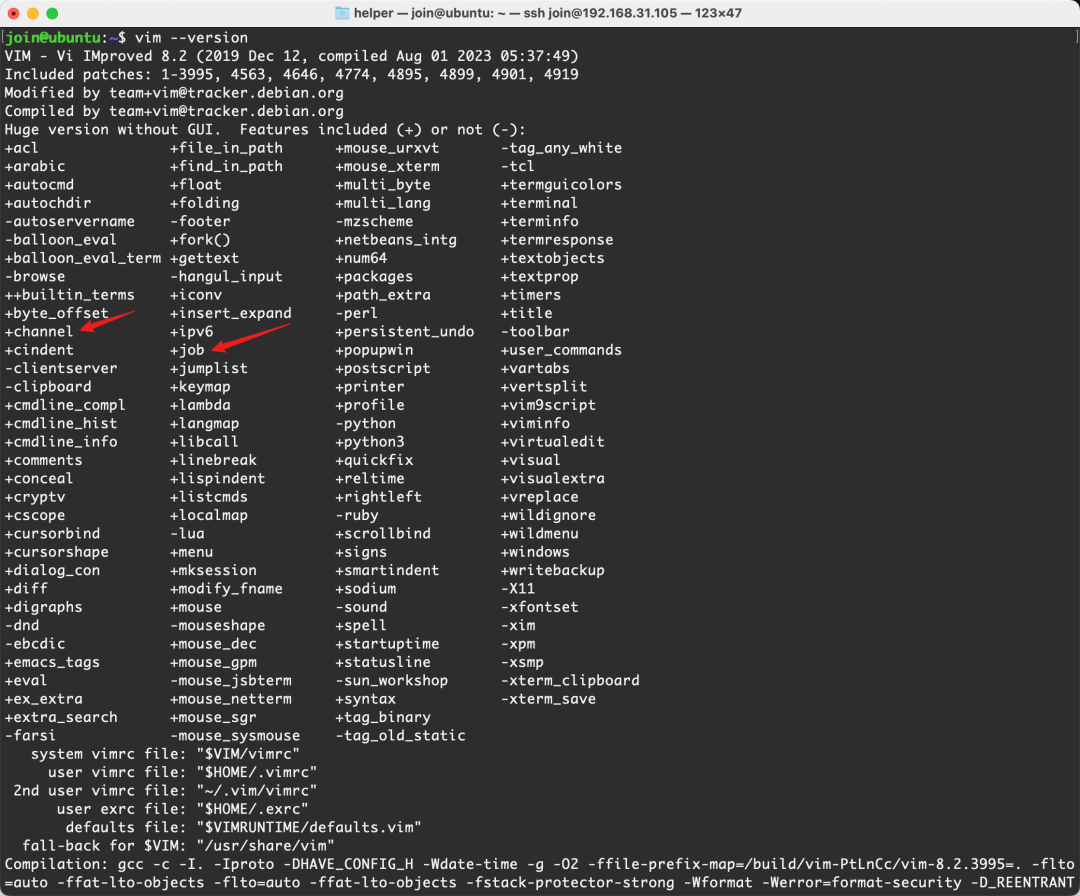 helper — join@ubuntu: ~ — ssh join@192.168.31.105 — 123×47
[join@ubuntu:~$ vim --version ]
VIM - Vi IMproved 8.2 (2019 Dec 12, compiled Aug 01 2023 05:37:49)
Included patches: 1-3995, 4563, 4646, 4774, 4895, 4899, 4901, 4919
Modified by team+vim@tracker.debian.org
Compiled by team+vim@tracker.debian.org
Huge version without GUI.  Features included (+) or not (-):
+acl               +file_in_path      +mouse_urxvt       -tag_any_white
+arabic            +find_in_path      +mouse_xterm       -tcl
+autocmd           +float             +multi_byte        +termguicolors
+autochdir         +folding           +multi_lang        +terminal
-autoservername    -footer            -mzscheme          +terminfo
-balloon_eval      +fork()            +netbeans_intg     +termresponse
+balloon_eval_term +gettext           +num64             +textobjects
-browse            -hangul_input      +packages          +textprop
++builtin_terms    +iconv             +path_extra        +timers
+byte_offset       +insert_expand     -perl              +title
+channel           +ipv6              +persistent_undo   -toolbar
+cindent           +job               +popupwin          +user_commands
-clientserver      +jumplist          +postscript        +vartabs
-clipboard         +keymap            +printer           +vertsplit
+cmdline_compl     +lambda            +profile           +vim9script
+cmdline_hist      +langmap           -python            +viminfo
+cmdline_info      +libcall           +python3           +virtualedit
+comments          +linebreak         +quickfix          +visual
+conceal           +lispindent        +reltime           +visualextra
+cryptv            +listcmds          +rightleft         +vreplace
+cscope            +localmap          -ruby              +wildignore
+cursorbind        -lua               +scrollbind        +wildmenu
+cursorshape       +menu              +signs             +windows
+dialog_con        +mksession         +smartindent       +writebackup
+diff              +modify_fname      +sodium            -X11
+digraphs          +mouse             -sound             -xfontset
-dnd               -mouseshape        +spell             -xim
-ebcdic            +mouse_dec         +startuptime       -xpm
+emacs_tags        +mouse_gpm         +statusline        -xsmp
+eval              -mouse_jsbterm     -sun_workshop      -xterm_clipboard
+ex_extra          +mouse_netterm     +syntax            -xterm_save
+extra_search      +mouse_sgr         +tag_binary
-farsi             -mouse_sysmouse    -tag_old_static
system vimrc file: "$VIM/vimrc"
user vimrc file: "$HOME/.vimrc"
2nd user vimrc file: "~/.vim/vimrc"
user exrc file: "$HOME/.exrc"
defaults file: "$VIMRUNTIME/defaults.vim"
fall-back for $VIM: "/usr/share/vim"
Compilation: gcc -c -I. -Iproto -DHAVE_CONFIG_H -Wdate-time -g -O2 -ffile-prefix-map=/build/vim-PtLnCc/vim-8.2.3995=. -flto
=auto -ffat-lto-objects -flto=auto -ffat-lto-objects -fstack-protector-strong -Wformat -Werror=format-security -D_REENTRANT